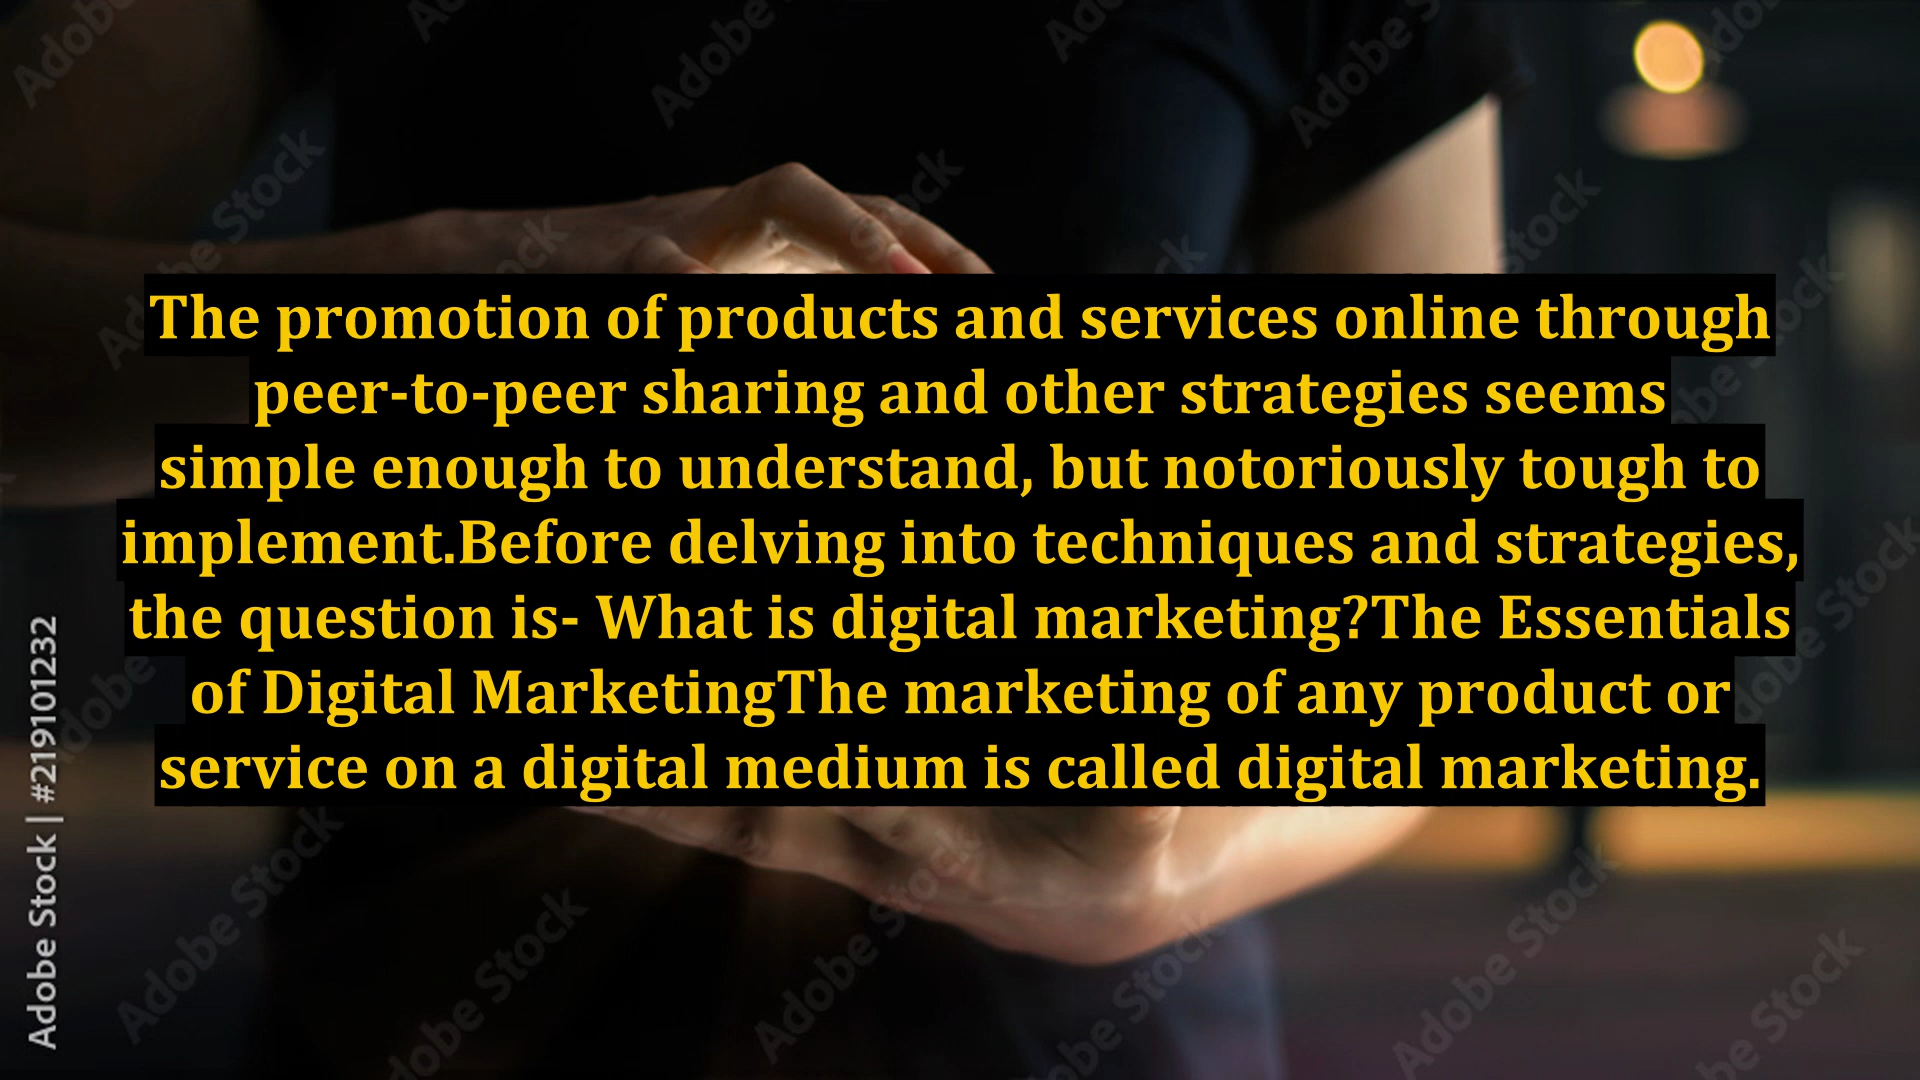 The promotion of products and services online through
peer-to-peer sharing and other strategies seems
simple enough to understand, but notoriously tough to
implement.Before delving into techniques and strategies,
the question is- What is digital marketing?The Essentials
of Digital MarketingThe marketing of any product or
service on a digital medium is called digital marketing.
Adobe Stock | #219101232
Adobe Stock